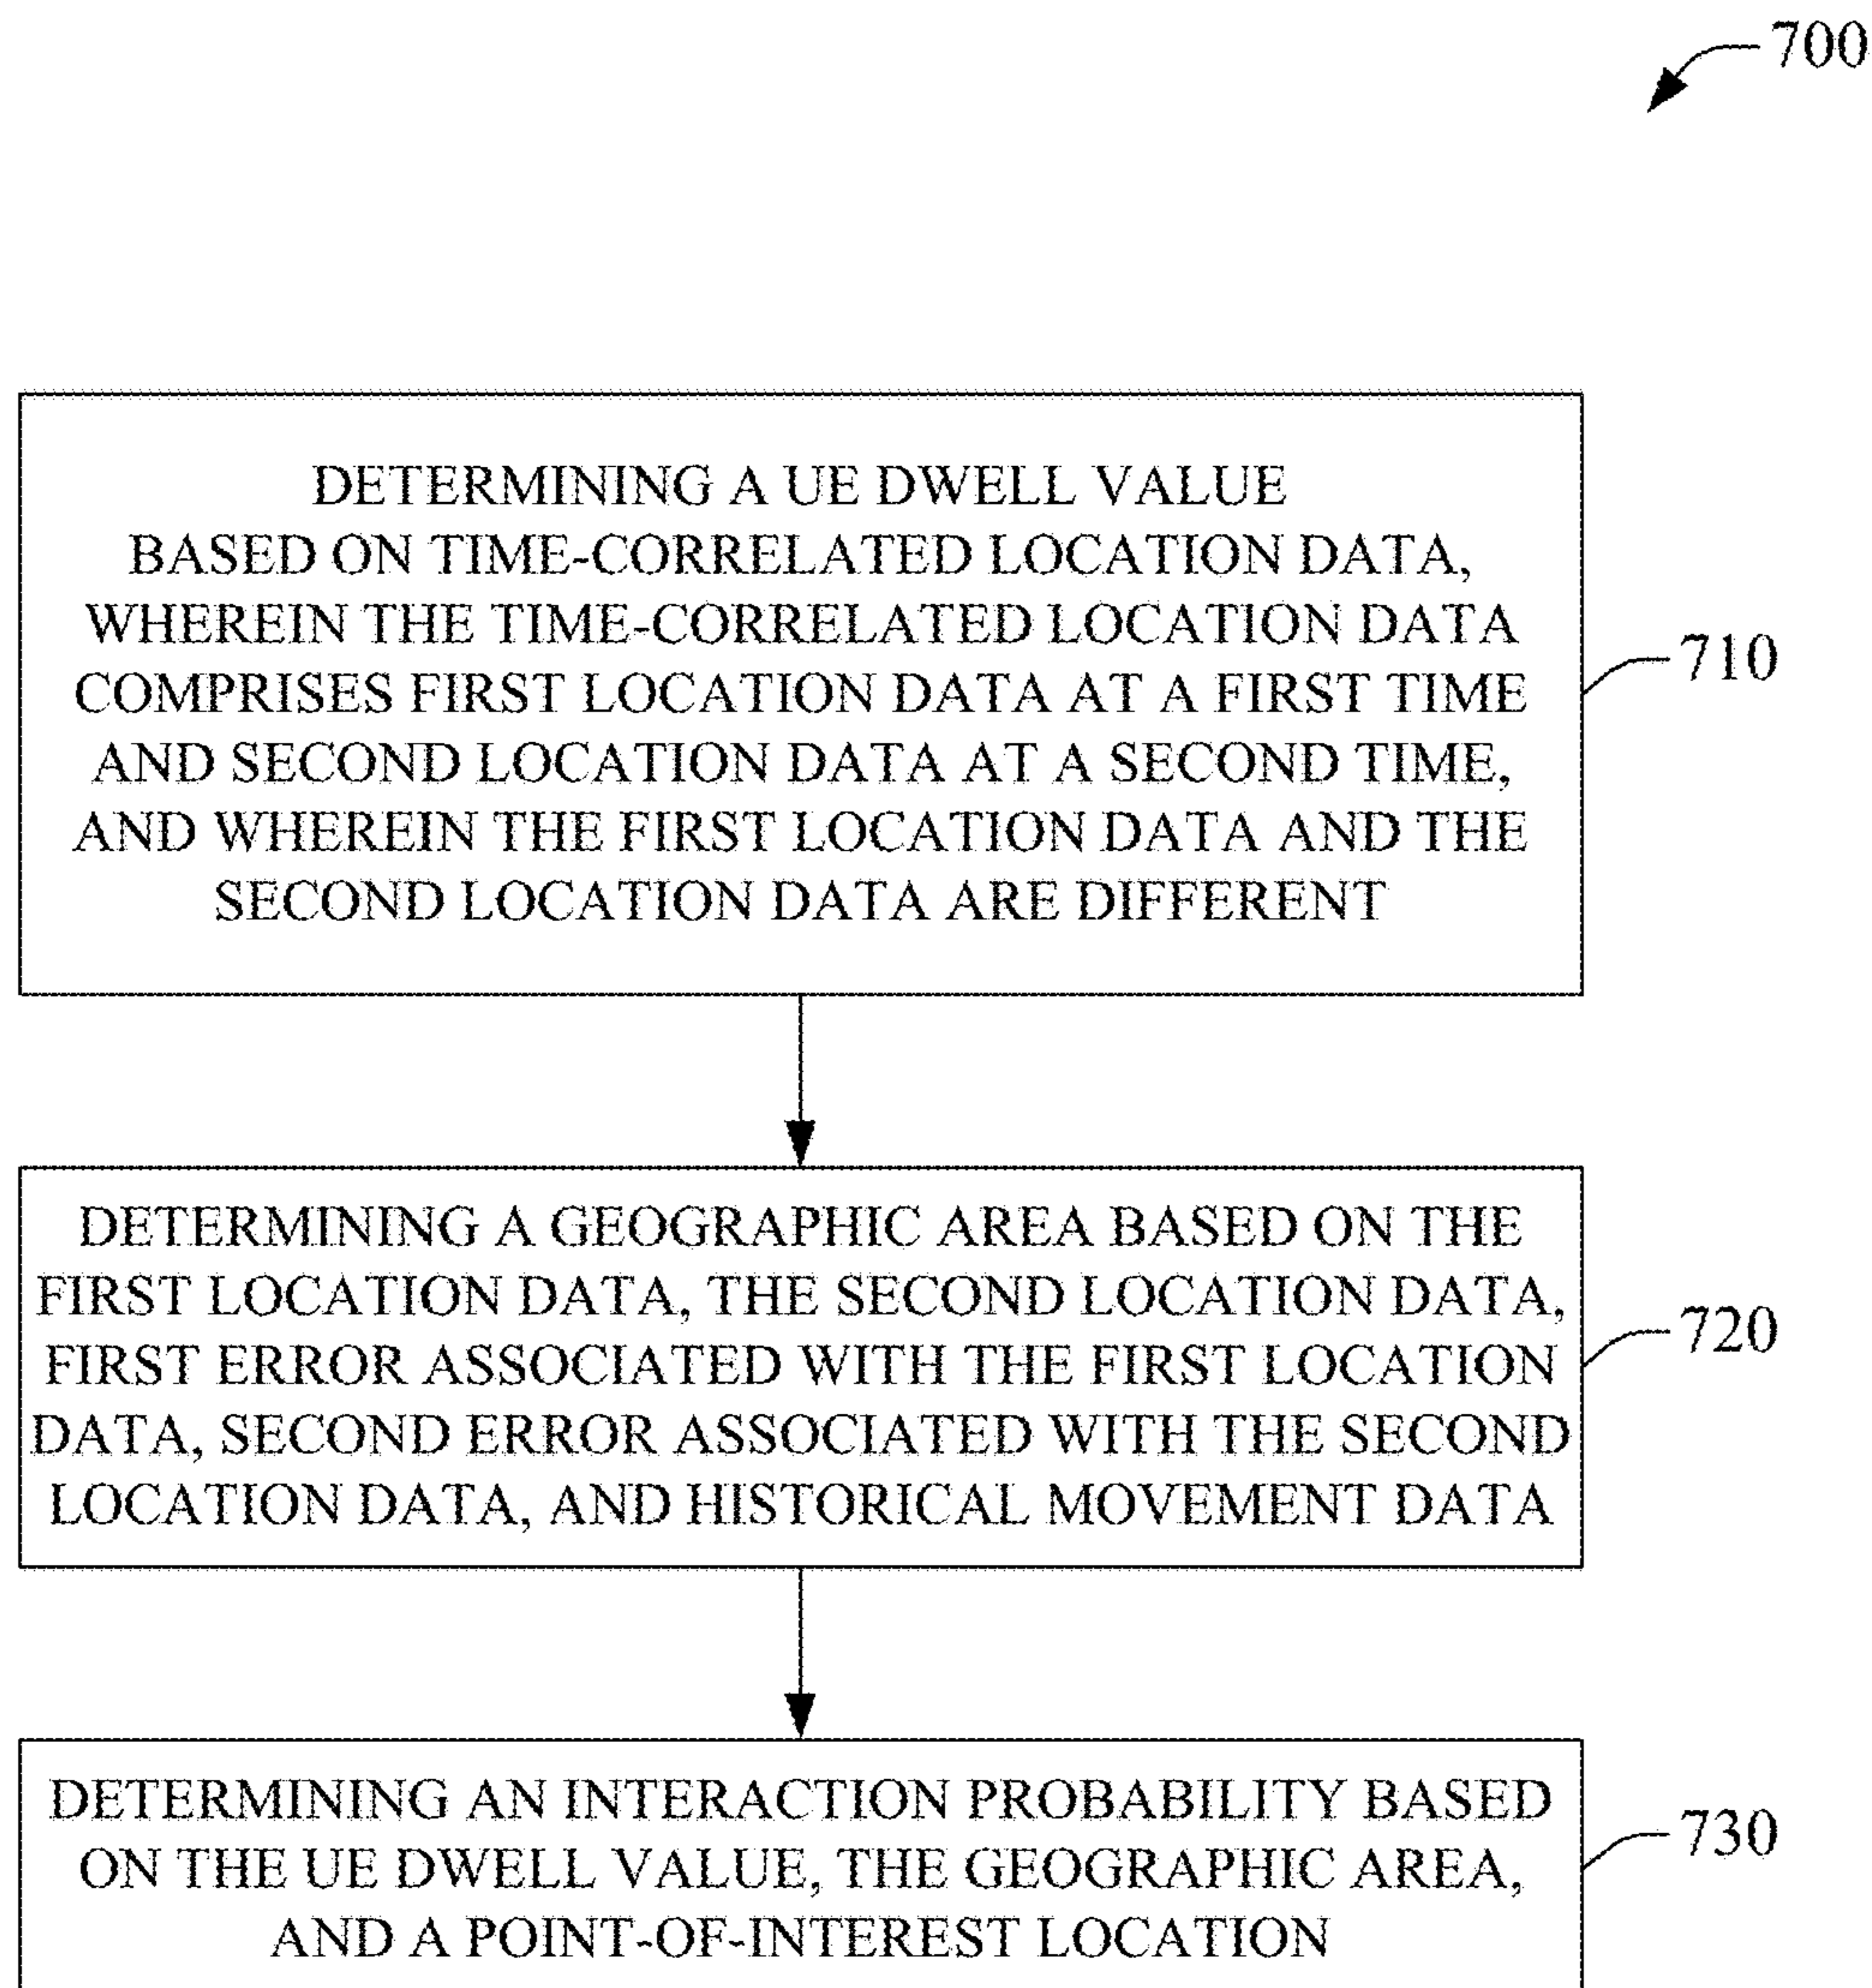 700
DETERMINING A UE DWELL VALUE
BASED ON TIME-CORRELATED LOCATION DATA,
WHEREIN THE TIME-CORRELATED LOCATION DATA
COMPRISES FIRST LOCATION DATA AT A FIRST TIME
AND SECOND LOCATION DATA AT A SECOND TIME,
AND WHEREIN THE FIRST LOCATION DATA AND THE
SECOND LOCATION DATA ARE DIFFERENT
710
DETERMINING A GEOGRAPHIC AREA BASED ON THE
FIRST LOCATION DATA, THE SECOND LOCATION DATA,
FIRST ERROR ASSOCIATED WITH THE FIRST LOCATION
DATA, SECOND ERROR ASSOCIATED WITH THE SECOND
LOCATION DATA, AND HISTORICAL MOVEMENT DATA
720
DETERMINING AN INTERACTION PROBABILITY BASED
ON THE UE DWELL VALUE, THE GEOGRAPHIC AREA,
AND A POINT-OF-INTEREST LOCATION
730